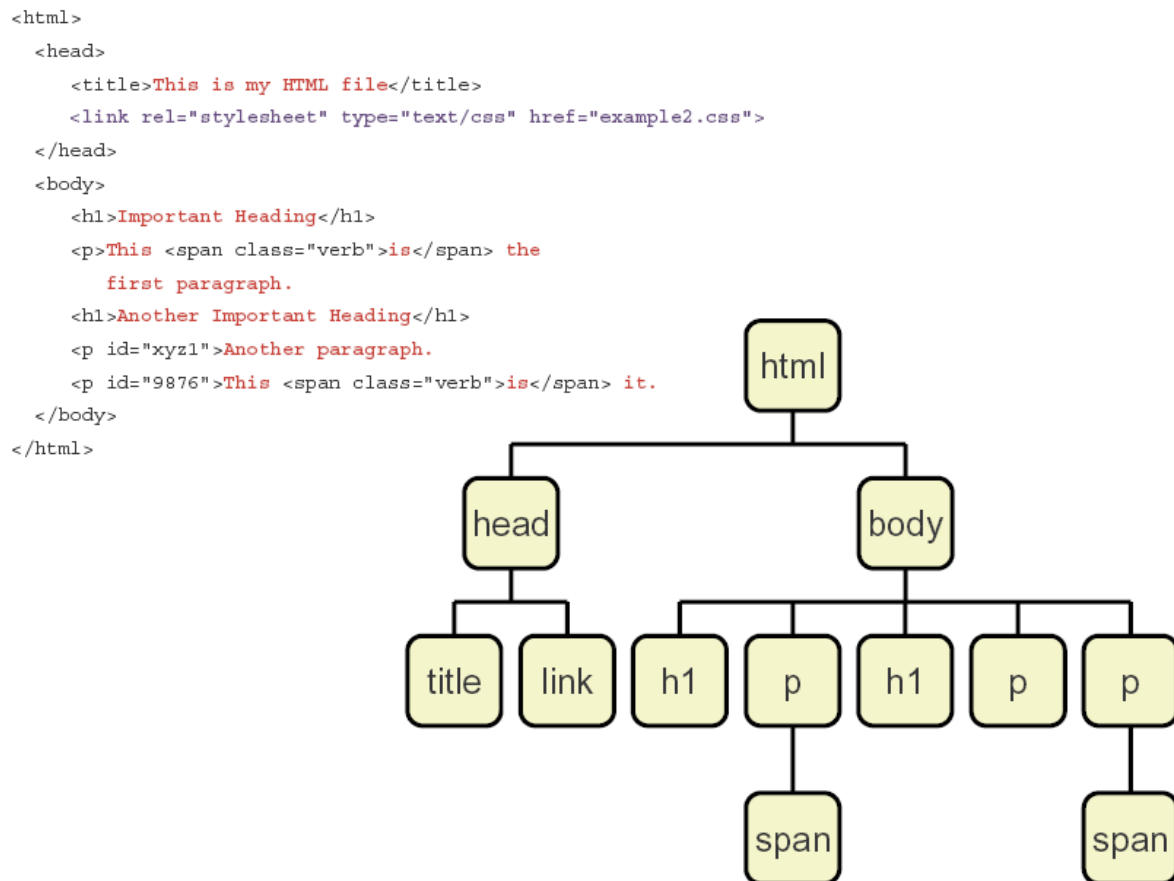 <html>
<head>
<title>This is my HTML file</title>
<link rel="stylesheet" type="text/css" href="example2.css">
</head>
<body>
<h1>Important Heading</h1>
<p>This <span class="verb">is</span> the
first paragraph.
<h1>Another Important Heading</h1>
<p id="xyz1">Another paragraph.
<p id="9876">This <span class="verb">is</span> it.
</body>
</html>
html
head body
title link h1 p h1 p p
span span